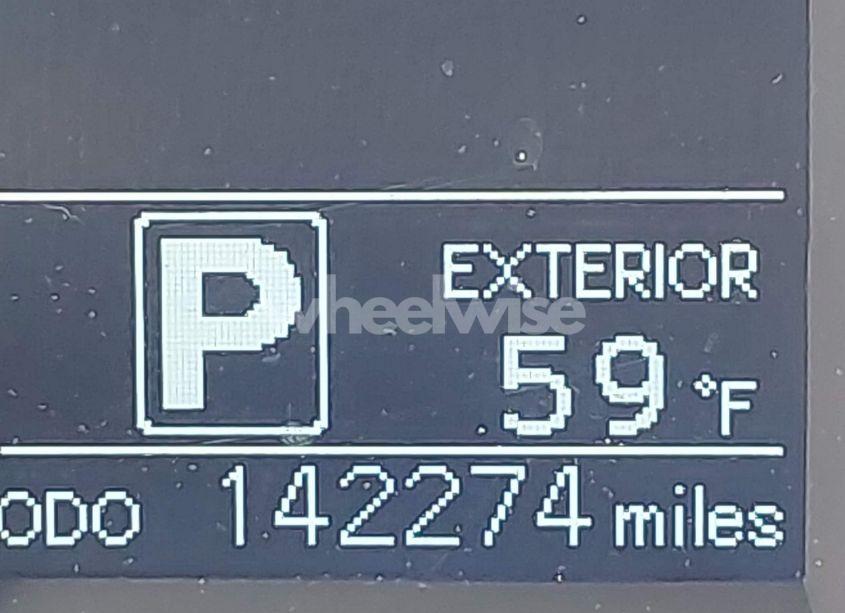 P
EXTERIOR
wheelwise
59 °F
ODO 142274 miles